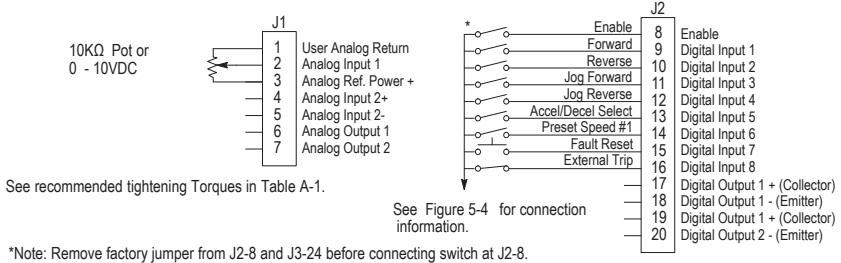 J1
10KΩ Pot or
0 - 10VDC
1 User Analog Return
2 Analog Input 1
3 Analog Ref. Power +
4 Analog Input 2+
5 Analog Input 2-
6 Analog Output 1
7 Analog Output 2
See recommended tightening Torques in Table A-1.
J2
* Enable 8 Enable
Forward 9 Digital Input 1
Reverse 10 Digital Input 2
Jog Forward 11 Digital Input 3
Jog Reverse 12 Digital Input 4
Accel/Decel Select 13 Digital Input 5
Preset Speed #1 14 Digital Input 6
Fault Reset 15 Digital Input 7
External Trip 16 Digital Input 8
17 Digital Output 1 + (Collector)
18 Digital Output 1 - (Emitter)
19 Digital Output 1 + (Collector)
20 Digital Output 2 - (Emitter)
See Figure 5-4 for connection
information.
*Note: Remove factory jumper from J2-8 and J3-24 before connecting switch at J2-8.